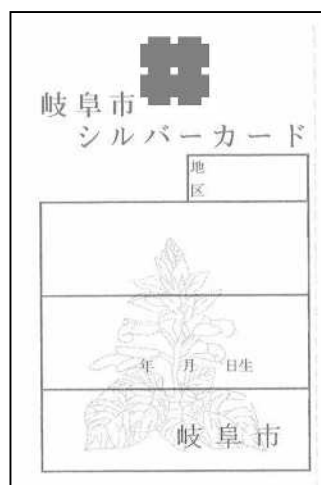 岐阜市
シルバーカード
地
区
年 月 日生
岐阜市